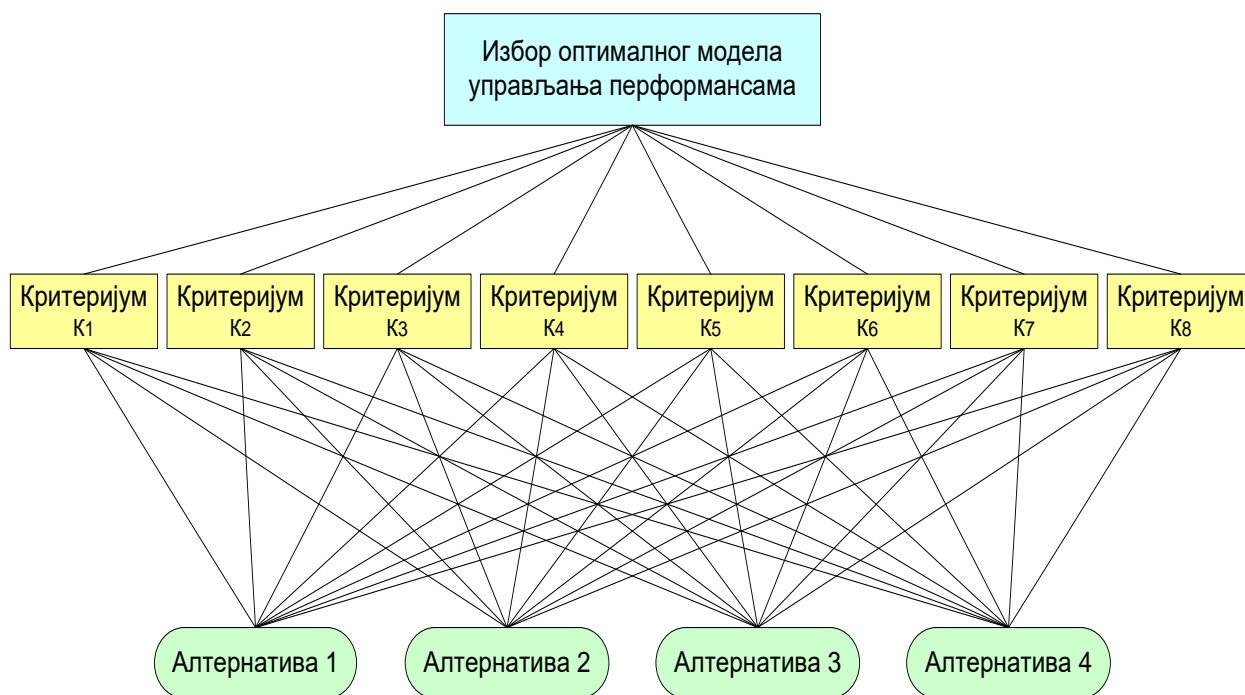 Избор оптималног модела
управљања перформансама
Критеријум
К1
Критеријум
К2
Критеријум
К3
Критеријум
К4
Критеријум
К5
Критеријум
К6
Критеријум
К7
Критеријум
К8
Алтернатива 1
Алтернатива 2
Алтернатива 3
Алтернатива 4